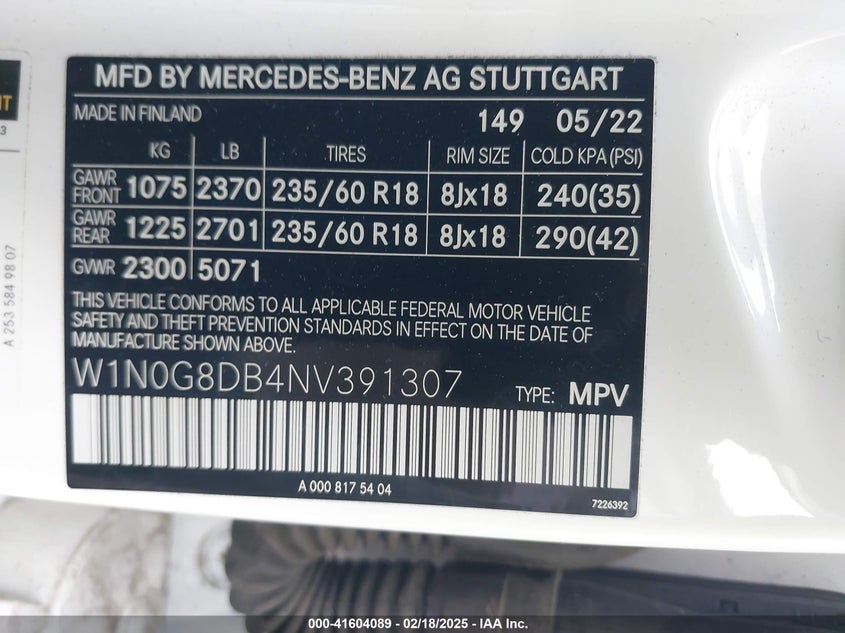 MFD BY MERCEDES-BENZ AG STUTTGART
MADE IN FINLAND 149 05/22
KG LB TIRES RIM SIZE COLD KPA (PSI)
GAWR FRONT 1075 2370 235/60 R18 8Jx18 240(35)
GAWR REAR 1225 2701 235/60 R18 8Jx18 290(42)
GVWR 2300 5071
THIS VEHICLE CONFORMS TO ALL APPLICABLE FEDERAL MOTOR VEHICLE
SAFETY AND THEFT PREVENTION STANDARDS IN EFFECT ON THE DATE OF
MANUFACTURE SHOWN ABOVE.
W1N0G8DB4NV391307 TYPE: MPV
A 000 817 54 04
7226392
A 253 584 98 07
000-41604089 - 02/18/2025 - IAA Inc.